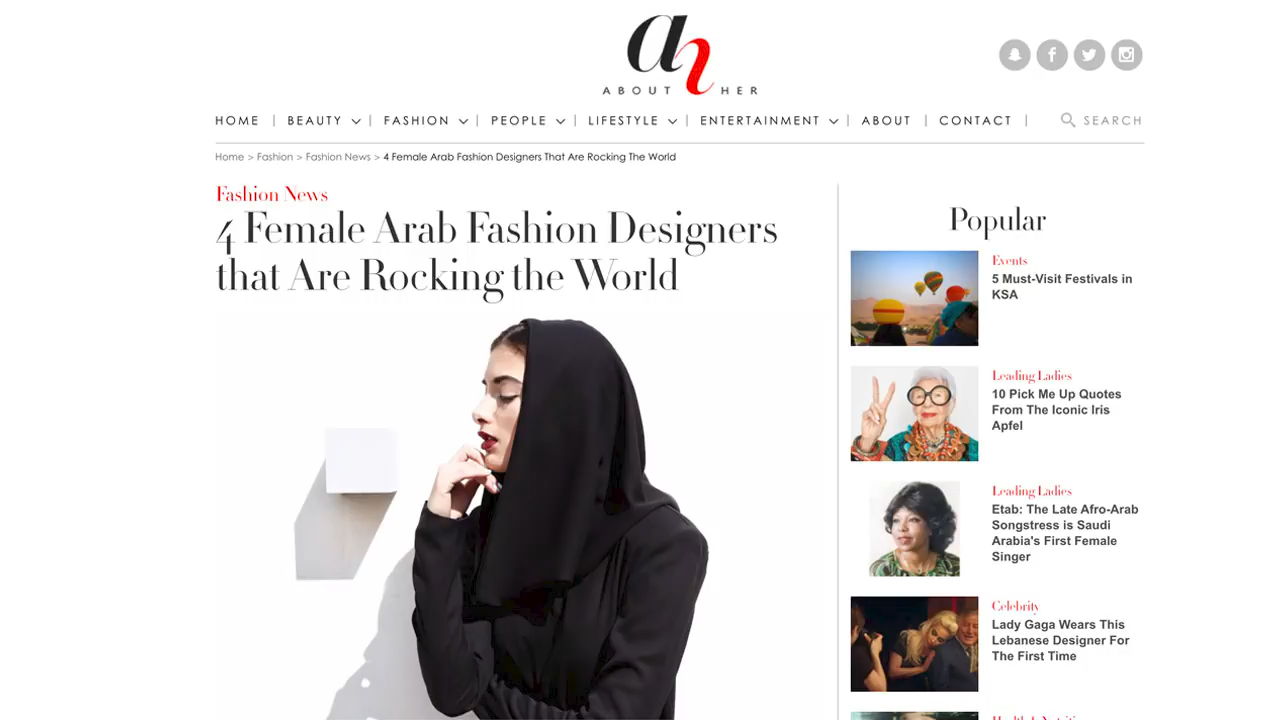 ah
ABOUT HER
HOME | BEAUTY | FASHION | PEOPLE | LIFESTYLE | ENTERTAINMENT | ABOUT | CONTACT | SEARCH
Home > Fashion > Fashion News > 4 Female Arab Fashion Designers That Are Rocking The World
Fashion News
4 Female Arab Fashion Designers
that Are Rocking the World
Popular
Events
5 Must-Visit Festivals in
KSA
Leading Ladies
10 Pick Me Up Quotes
From The Iconic Iris
Apfel
Leading Ladies
Etab: The Late Afro-Arab
Songstress is Saudi
Arabia's First Female
Singer
Celebrity
Lady Gaga Wears This
Lebanese Designer For
The First Time